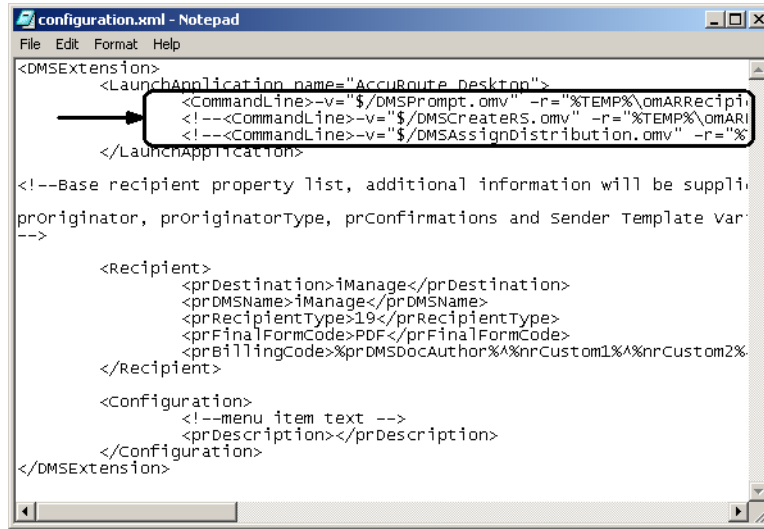 configuration.xml - Notepad
File Edit Format Help
<DMSExtension>
<LaunchApplication name="AccuRoute Desktop">
<CommandLine>-v="$/DMSPrompt.omv" -r="%TEMP%\omARRecipi
<!--<CommandLine>-v="$/DMSCreateRS.omv" -r="%TEMP%\omAR
<!--<CommandLine>-v="$/DMSAssignDistribution.omv" -r="%
</LaunchApplication>
<!--Base recipient property list, additional information will be suppli
prOriginator, prOriginatorType, prConfirmations and Sender Template Var
-->
<Recipient>
<prDestination>iManage</prDestination>
<prDMSName>iManage</prDMSName>
<prRecipientType>19</prRecipientType>
<prFinalFormCode>PDF</prFinalFormCode>
<prBillingCode>%prDMSDocAuthor%^%nrCustom1%^%nrCustom2%
</Recipient>
<Configuration>
<!--menu item text -->
<prDescription></prDescription>
</Configuration>
</DMSExtension>